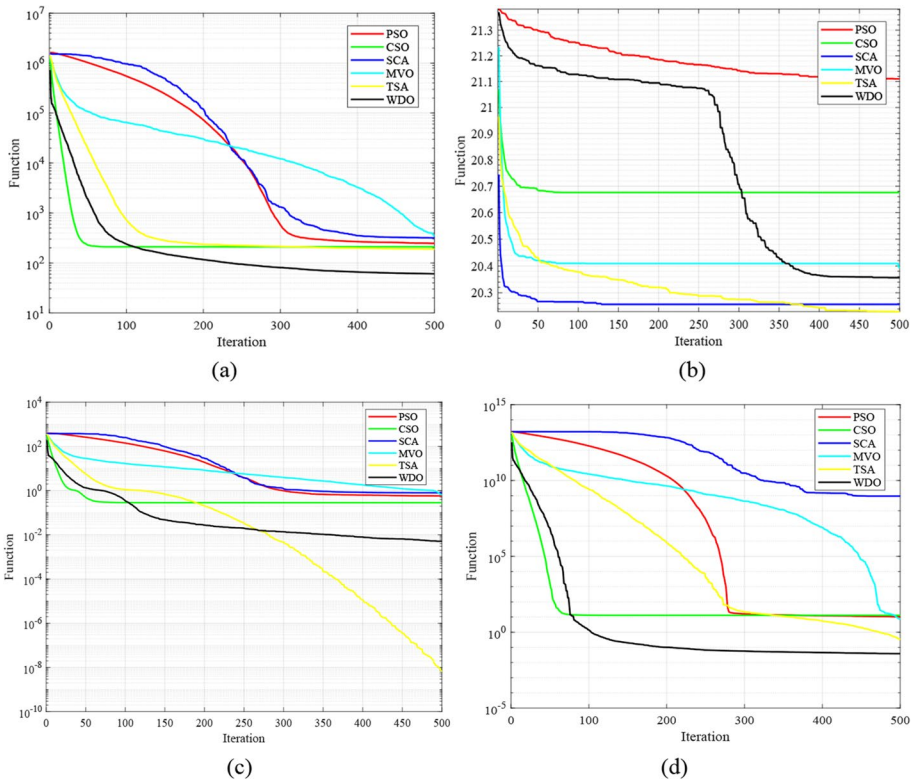 10^7
10^6
10^5
10^4
10^3
10^2
10^1
Function
0 100 200 300 400 500
Iteration
PSO
CSO
SCA
MVO
TSA
WDO
(a)
21.3
21.2
21.1
21
20.9
20.8
20.7
20.6
20.5
20.4
20.3
Function
0 50 100 150 200 250 300 350 400 450 500
Iteration
PSO
CSO
SCA
MVO
TSA
WDO
(b)
10^4
10^2
10^0
10^-2
10^-4
10^-6
10^-8
10^-10
Function
0 50 100 150 200 250 300 350 400 450 500
Iteration
PSO
CSO
SCA
MVO
TSA
WDO
(c)
10^15
10^10
10^5
10^0
10^-5
Function
0 100 200 300 400 500
Iteration
PSO
CSO
SCA
MVO
TSA
WDO
(d)